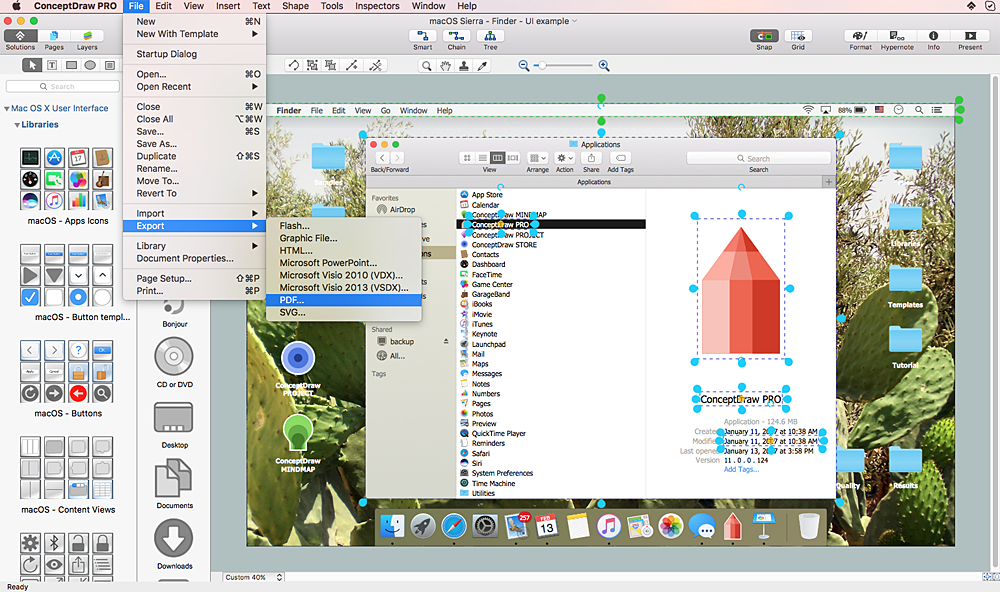 ConceptDraw PRO File Edit View Insert Text Shape Tools Inspectors Window Help
macOS Sierra - Finder - UI example
Solutions Pages Layers
Smart Chain Tree
Snap Grid
Format Hypernote Info Present
Search
Mac OS X User Interface
Libraries
macOS - Apps Icons
macOS - Button templ...
macOS - Buttons
macOS - Content Views
Ready
New ⌘N
New With Template
Startup Dialog
Open... ⌘O
Open Recent
Close ⌘W
Close All ⌥⌘W
Save... ⌘S
Save As...
Duplicate ⇧⌘S
Rename...
Move To...
Revert To
Import
Export
Library
Document Properties...
Page Setup... ⇧⌘P
Print... ⌘P
Flash...
Graphic File...
HTML...
Microsoft PowerPoint...
Microsoft Visio 2010 (VDX)...
Microsoft Visio 2013 (VSDX)...
PDF...
SVG...
Bonjour
CD or DVD
Desktop
Documents
Downloads
Custom 40%
Finder File Edit View Go Window Help
88%
Applications
Back/Forward
View
Arrange Action Share Add Tags
Search
Search
Applications
Favorites
AirDrop
Shared
backup
All...
Tags
App Store
Calendar
ConceptDraw MINDMAP
ConceptDraw PRO
ConceptDraw PROJECT
ConceptDraw STORE
Contacts
Dashboard
FaceTime
Game Center
GarageBand
iBooks
iMovie
iTunes
Keynote
Launchpad
Mail
Maps
Messages
Notes
Numbers
Pages
Photos
Preview
QuickTime Player
Reminders
Safari
Siri
System Preferences
Time Machine
Utilities
ConceptDraw PRO
Application - 124.6 MB
Created January 11, 2017 at 10:38 AM
Modified January 11, 2017 at 10:38 AM
Last opened January 13, 2017 at 3:58 PM
Version 11.0.0.124
Add Tags...
Samples
Libraries
Templates
Tutorial
Quality
Results
ConceptDraw
PROJECT
ConceptDraw
MINDMAP
257
FEB
13
17